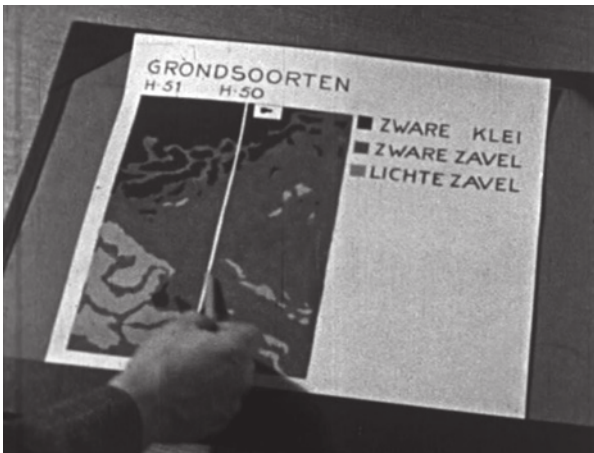 GRONDSOORTEN
H-51 H-50
ZWARE KLEI
ZWARE ZAVEL
LICHTE ZAVEL